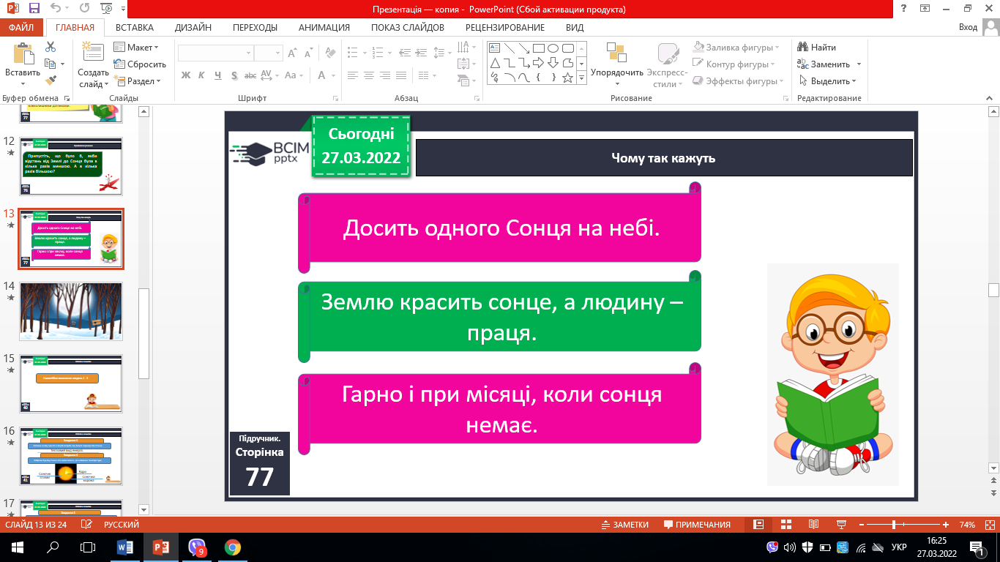 Презентація — копия - PowerPoint (Сбой активации продукта)
ФАЙЛ ГЛАВНАЯ ВСТАВКА ДИЗАЙН ПЕРЕХОДЫ АНИМАЦИЯ ПОКАЗ СЛАЙДОВ РЕЦЕНЗИРОВАНИЕ ВИД Вход
Вставить
Буфер обмена
Создать слайд
Макет
Сбросить
Раздел
Слайды
Ж К Ч S abc AV Aa A
Шрифт
Абзац
Упорядочить
Экспресс-стили
Заливка фигуры
Контур фигуры
Эффекты фигуры
Рисование
Найти
Заменить
Выделить
Редактирование
77
12
Припустіть, що було б, якби
відстань від Землі до Сонця була в
кілька разів меншою. А в кілька
разів більшою?
76
13
Чому так кажуть
Досить одного Сонця на небі.
Землю красить сонце, а людину –
праця.
Гарно і при місяці, коли сонця
немає.
77
14
15
40
16
41
17
Сьогодні
27.03.2022
ВСІМ
pptx
Чому так кажуть
Досить одного Сонця на небі.
Землю красить сонце, а людину –
праця.
Гарно і при місяці, коли сонця
немає.
Підручник.
Сторінка
77
СЛАЙД 13 ИЗ 24 РУССКИЙ ЗАМЕТКИ ПРИМЕЧАНИЯ 74%
9
УКР
16:25
27.03.2022
1